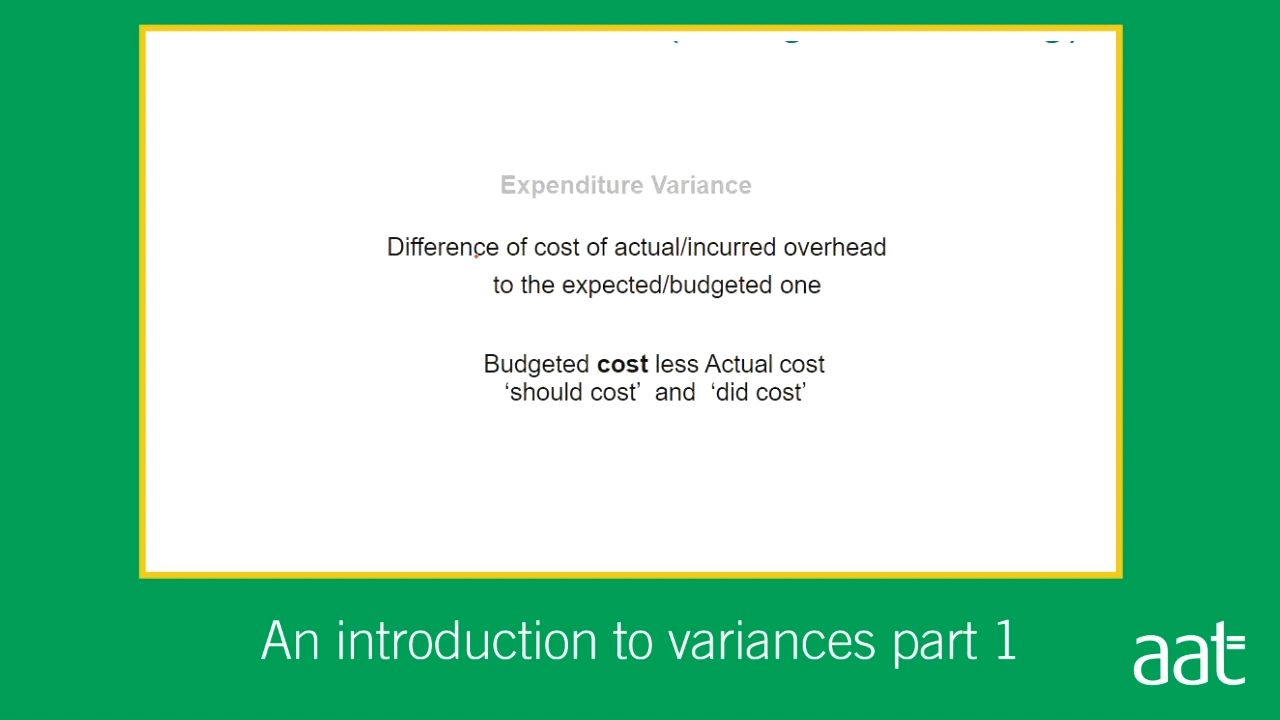 Expenditure Variance
Difference of cost of actual/incurred overhead
to the expected/budgeted one
Budgeted cost less Actual cost
‘should cost’ and ‘did cost’
An introduction to variances part 1
aat